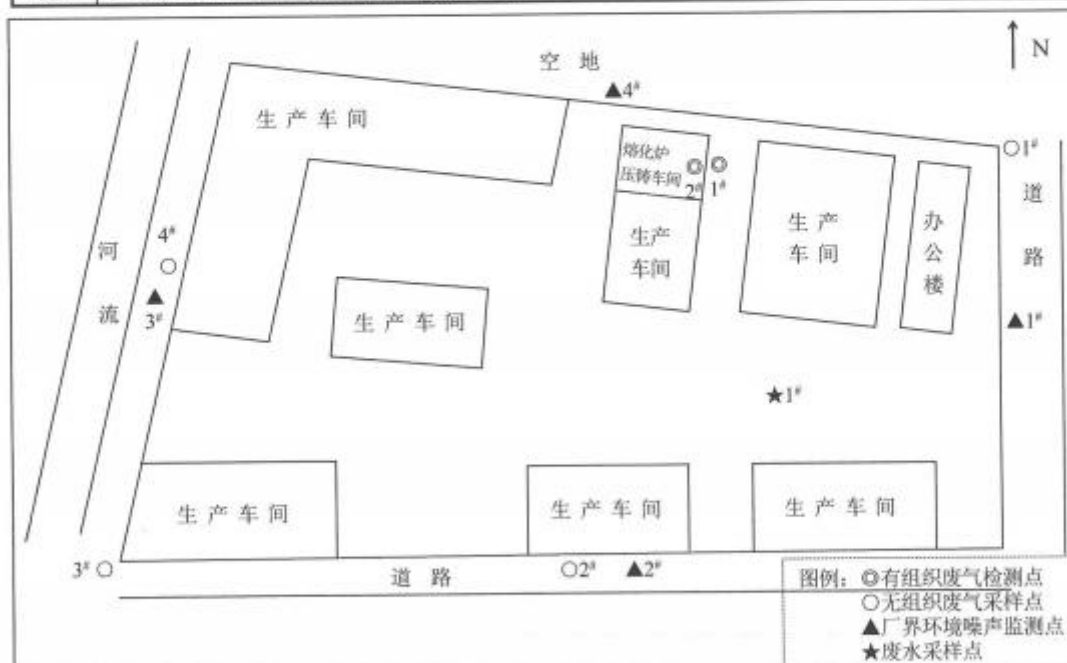 N
空地
▲4#
生产车间
熔化炉
压铸车间
◎2#
◎1#
○1#
道路
生产
车间
生产
车间
办公楼
河流
4#
○
▲
3#
生产车间
▲1#
★1#
生产车间
生产车间
生产车间
3#○
道路
○2#
▲2#
图例：◎有组织废气检测点
○无组织废气采样点
▲厂界环境噪声监测点
★废水采样点